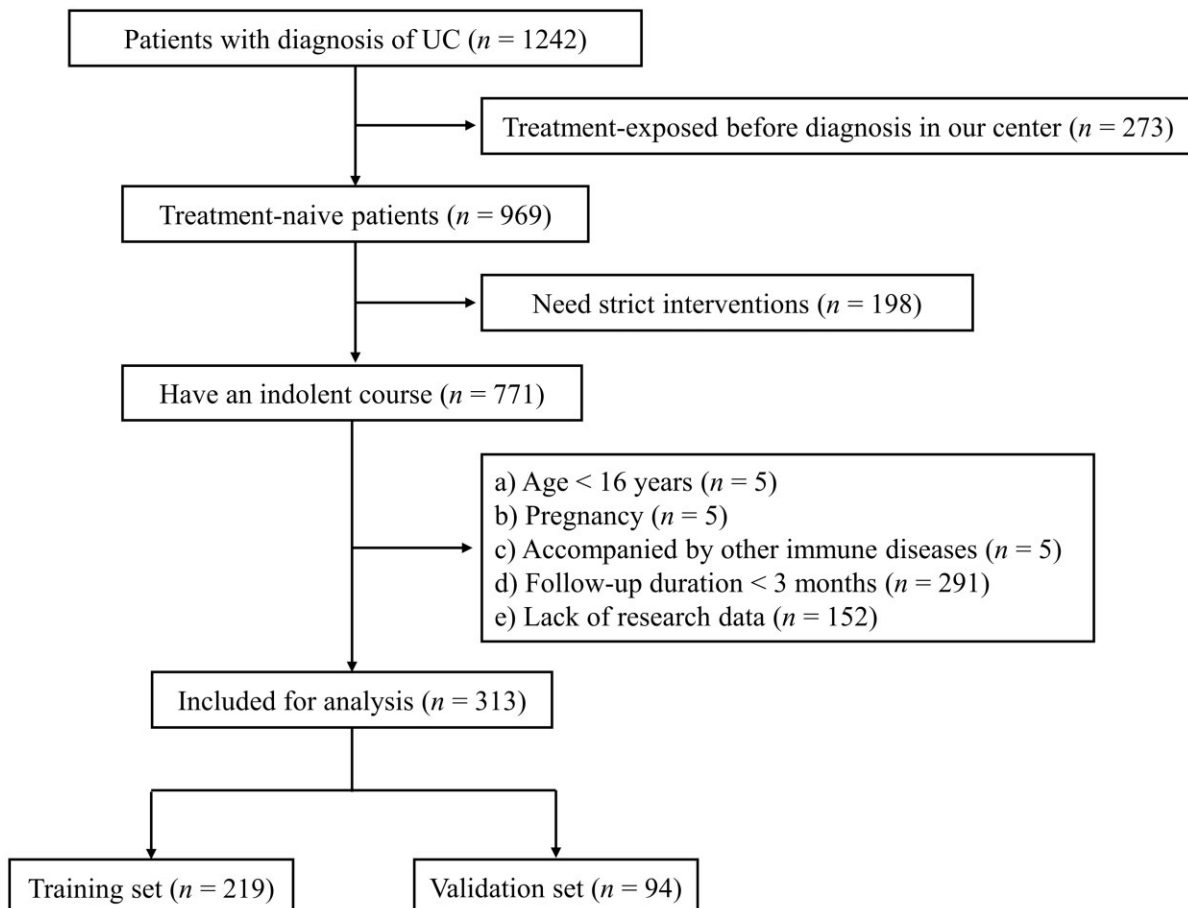 Patients with diagnosis of UC (n = 1242)
Treatment-exposed before diagnosis in our center (n = 273)
Treatment-naive patients (n = 969)
Need strict interventions (n = 198)
Have an indolent course (n = 771)
a) Age < 16 years (n = 5)
b) Pregnancy (n = 5)
c) Accompanied by other immune diseases (n = 5)
d) Follow-up duration < 3 months (n = 291)
e) Lack of research data (n = 152)
Included for analysis (n = 313)
Training set (n = 219)
Validation set (n = 94)